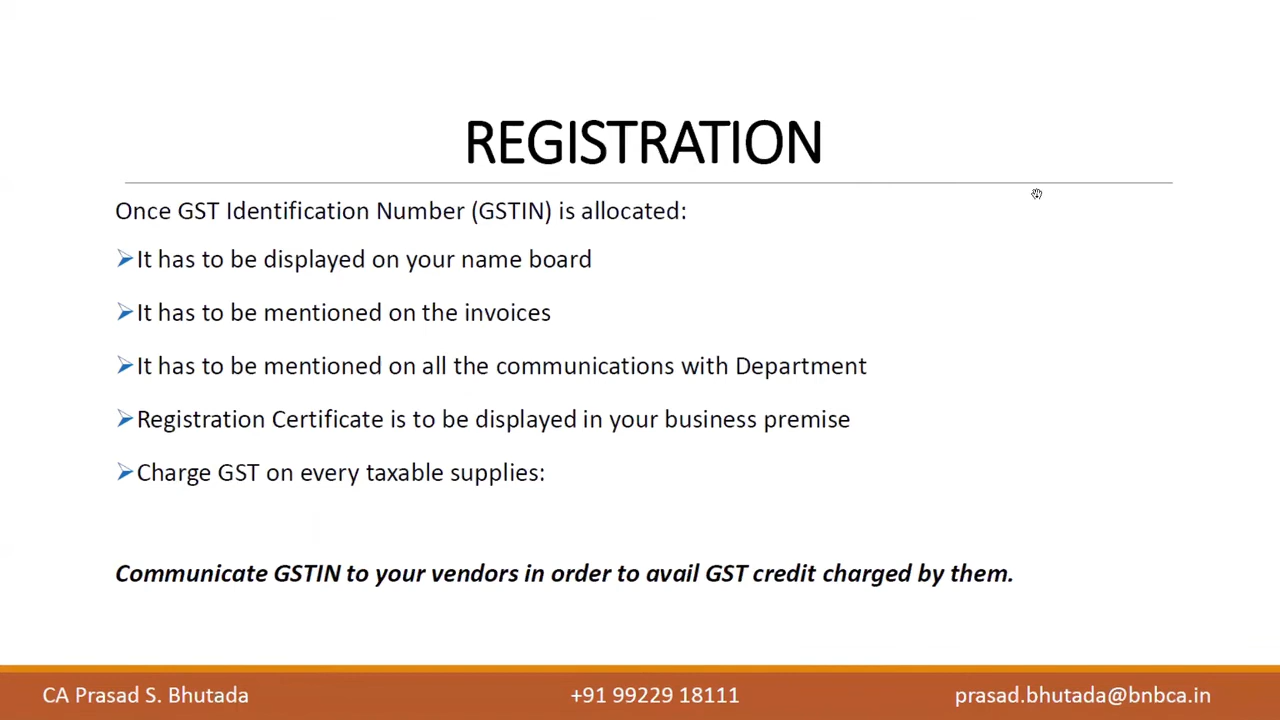 REGISTRATION
Once GST Identification Number (GSTIN) is allocated:
It has to be displayed on your name board
It has to be mentioned on the invoices
It has to be mentioned on all the communications with Department
Registration Certificate is to be displayed in your business premise
Charge GST on every taxable supplies:
Communicate GSTIN to your vendors in order to avail GST credit charged by them.
CA Prasad S. Bhutada +91 99229 18111 prasad.bhutada@bnbca.in